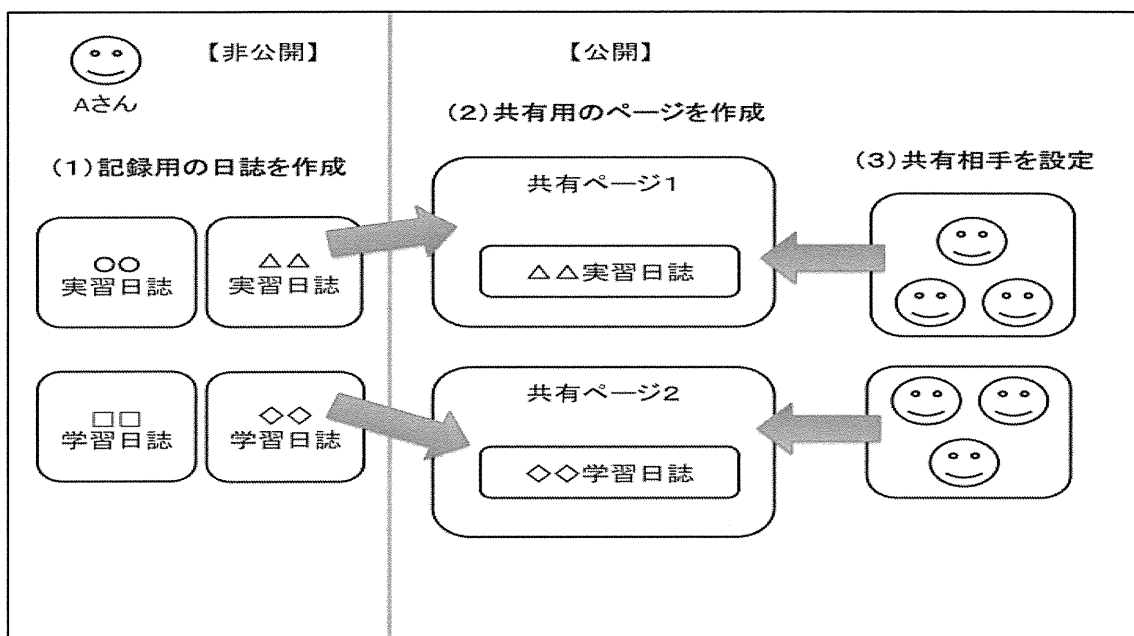 【非公開】
【公開】
Aさん
(1)記録用の日誌を作成
(2)共有用のページを作成
(3)共有相手を設定
○○
実習日誌
△△
実習日誌
□□
学習日誌
◇◇
学習日誌
共有ページ1
△△実習日誌
共有ページ2
◇◇学習日誌